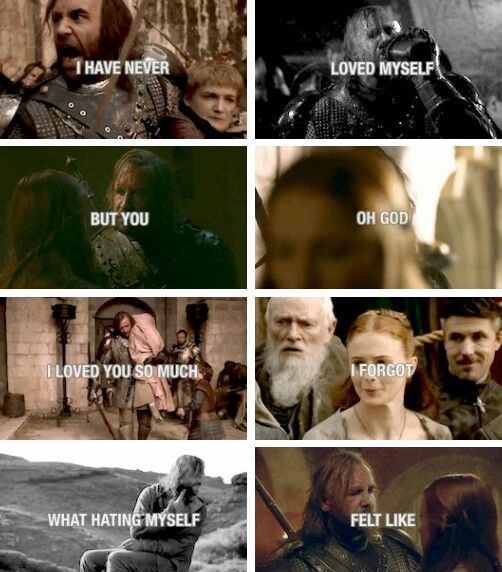 I HAVE NEVER
LOVED MYSELF
BUT YOU
OH GOD
I LOVED YOU SO MUCH
I FORGOT
WHAT HATING MYSELF
FELT LIKE